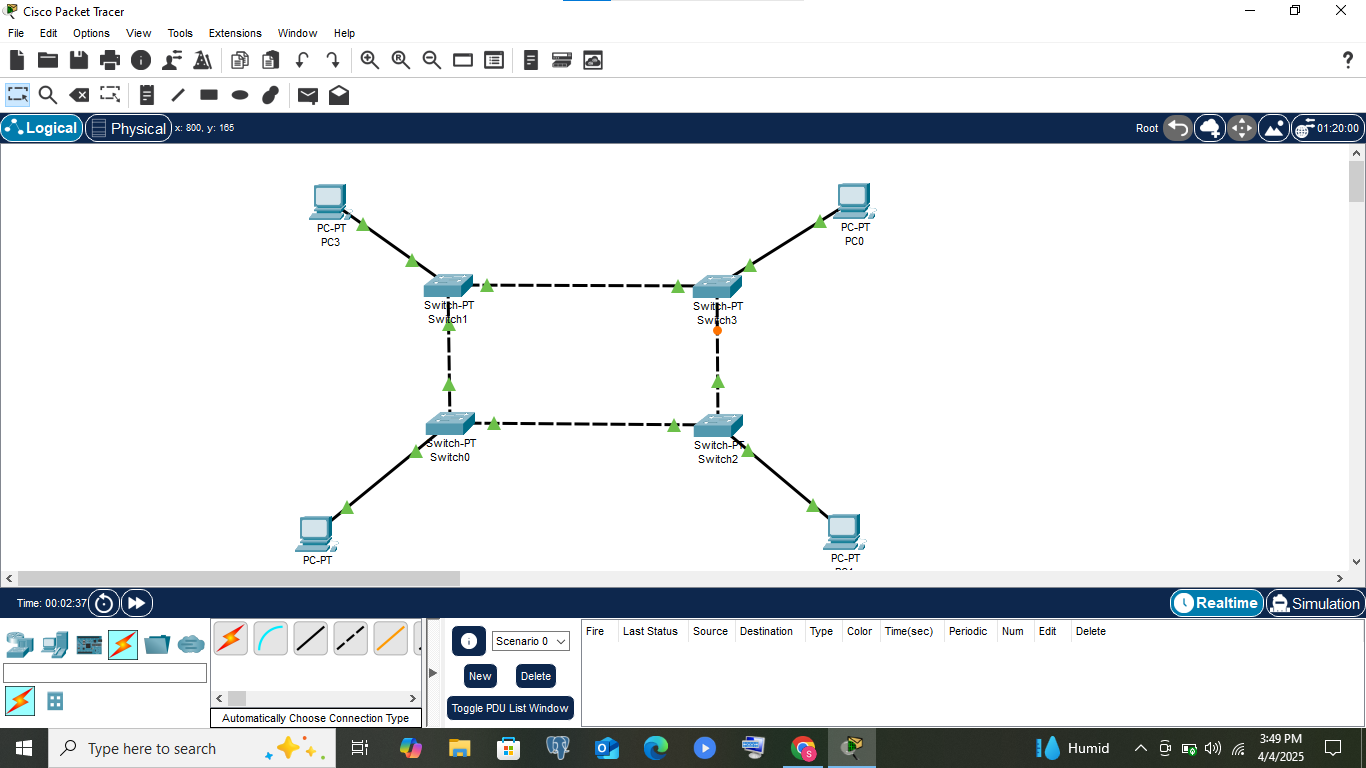 Cisco Packet Tracer
File Edit Options View Tools Extensions Window Help
Logical Physical x: 800, y: 165 Root 01:20:00
PC-PT
PC3
PC-PT
PC0
Switch-PT
Switch1
Switch-PT
Switch3
Switch-PT
Switch0
Switch-PT
Switch2
PC-PT
PC-PT
Time: 00:02:37 Realtime Simulation
Scenario 0
New Delete
Toggle PDU List Window
Fire Last Status Source Destination Type Color Time(sec) Periodic Num Edit Delete
Automatically Choose Connection Type
Type here to search
Humid
3:49 PM
4/4/2025